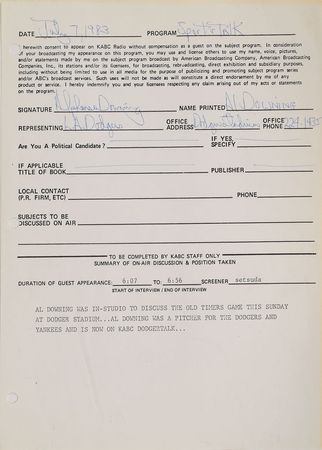 DATE July 7, 1983 PROGRAM Sports Talk
I herewith consent to appear on KABC Radio without compensation as a guest on the subject program. In consideration
of your broadcasting my appearance on this program, you may use and license others to use my name, voice, pictures,
and/or statements made by me on the subject program broadcast by American Broadcasting Company, American Broadcasting
Companies, Inc., its stations and/or its licenses, for broadcasting, rebroadcasting, direct exhibition and subsidiary purposes,
including without being limited to use in all media for the purpose of publicizing and promoting subject program series
and/or ABC's broadcast services. Such uses will not be made so as to constitute a direct endorsement by me of any
product or service. I hereby indemnify you and your licenses respecting any claim arising out of my acts or statements
on the program.
SIGNATURE Alphonso Downing NAME PRINTED Al DOWNING
REPRESENTING LA Dodgers OFFICE ADDRESS Dodger Stadium OFFICE PHONE 224-1435
Are You A Political Candidate? IF YES, SPECIFY
IF APPLICABLE
TITLE OF BOOK PUBLISHER
LOCAL CONTACT
(P.R. FIRM, ETC) PHONE
SUBJECTS TO BE
DISCUSSED ON AIR
TO BE COMPLETED BY KABC STAFF ONLY
SUMMARY OF ON-AIR DISCUSSION & POSITION TAKEN
DURATION OF GUEST APPEARANCE: 6:07 TO: 6:56 SCREENER setsuda
START OF INTERVIEW / END OF INTERVIEW
AL DOWNING WAS IN-STUDIO TO DISCUSS THE OLD TIMERS GAME THIS SUNDAY
AT DODGER STADIUM...AL DOWNING WAS A PITCHER FOR THE DODGERS AND
YANKEES AND IS NOW ON KABC DODGERTALK...